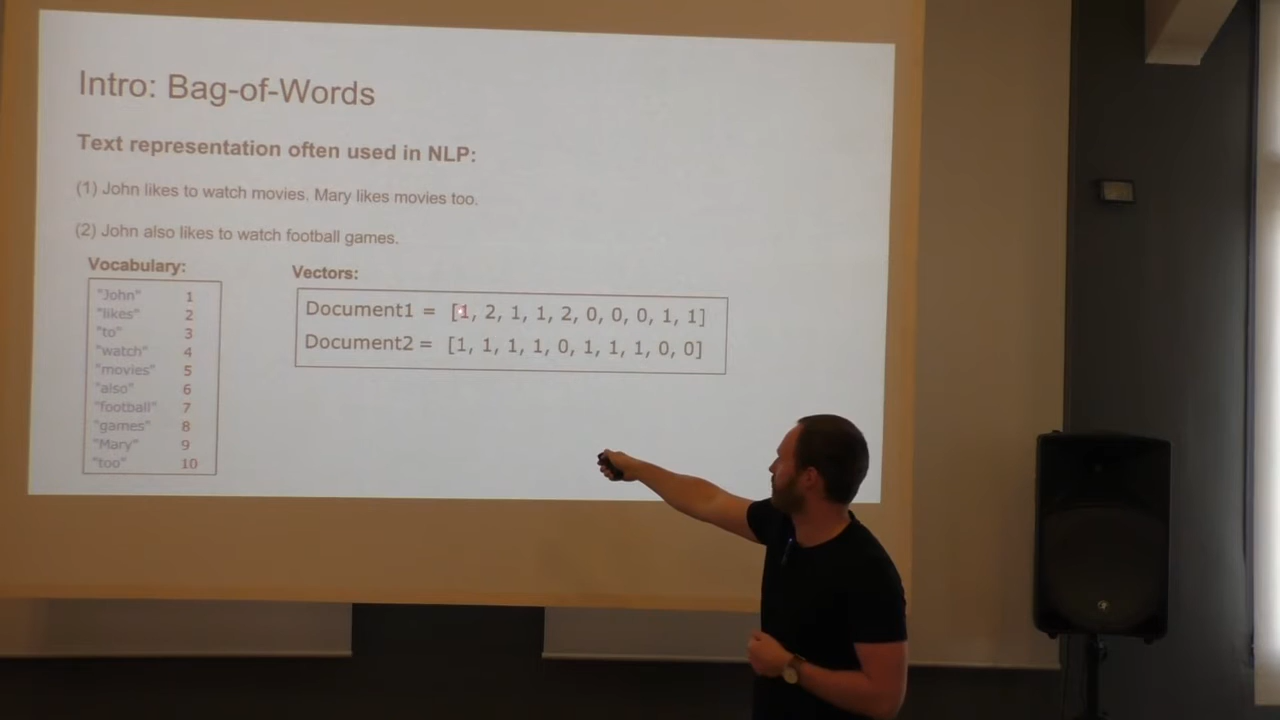 Intro: Bag-of-Words
Text representation often used in NLP:
(1) John likes to watch movies. Mary likes movies too.
(2) John also likes to watch football games.
Vocabulary:
"John" 1
"likes" 2
"to" 3
"watch" 4
"movies" 5
"also" 6
"football" 7
"games" 8
"Mary" 9
"too" 10
Vectors:
Document1 = [1, 2, 1, 1, 2, 0, 0, 0, 1, 1]
Document2 = [1, 1, 1, 1, 0, 1, 1, 1, 0, 0]